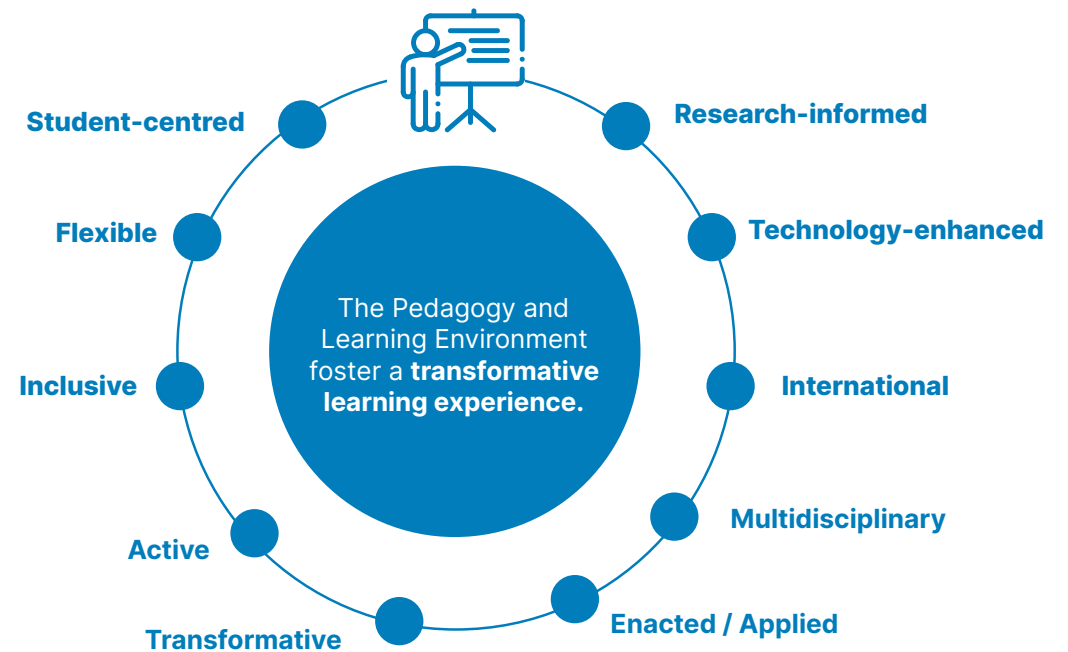 Student-centred
Research-informed
Flexible
Technology-enhanced
The Pedagogy and
Learning Environment
foster a transformative
learning experience.
Inclusive
International
Active
Multidisciplinary
Transformative
Enacted / Applied